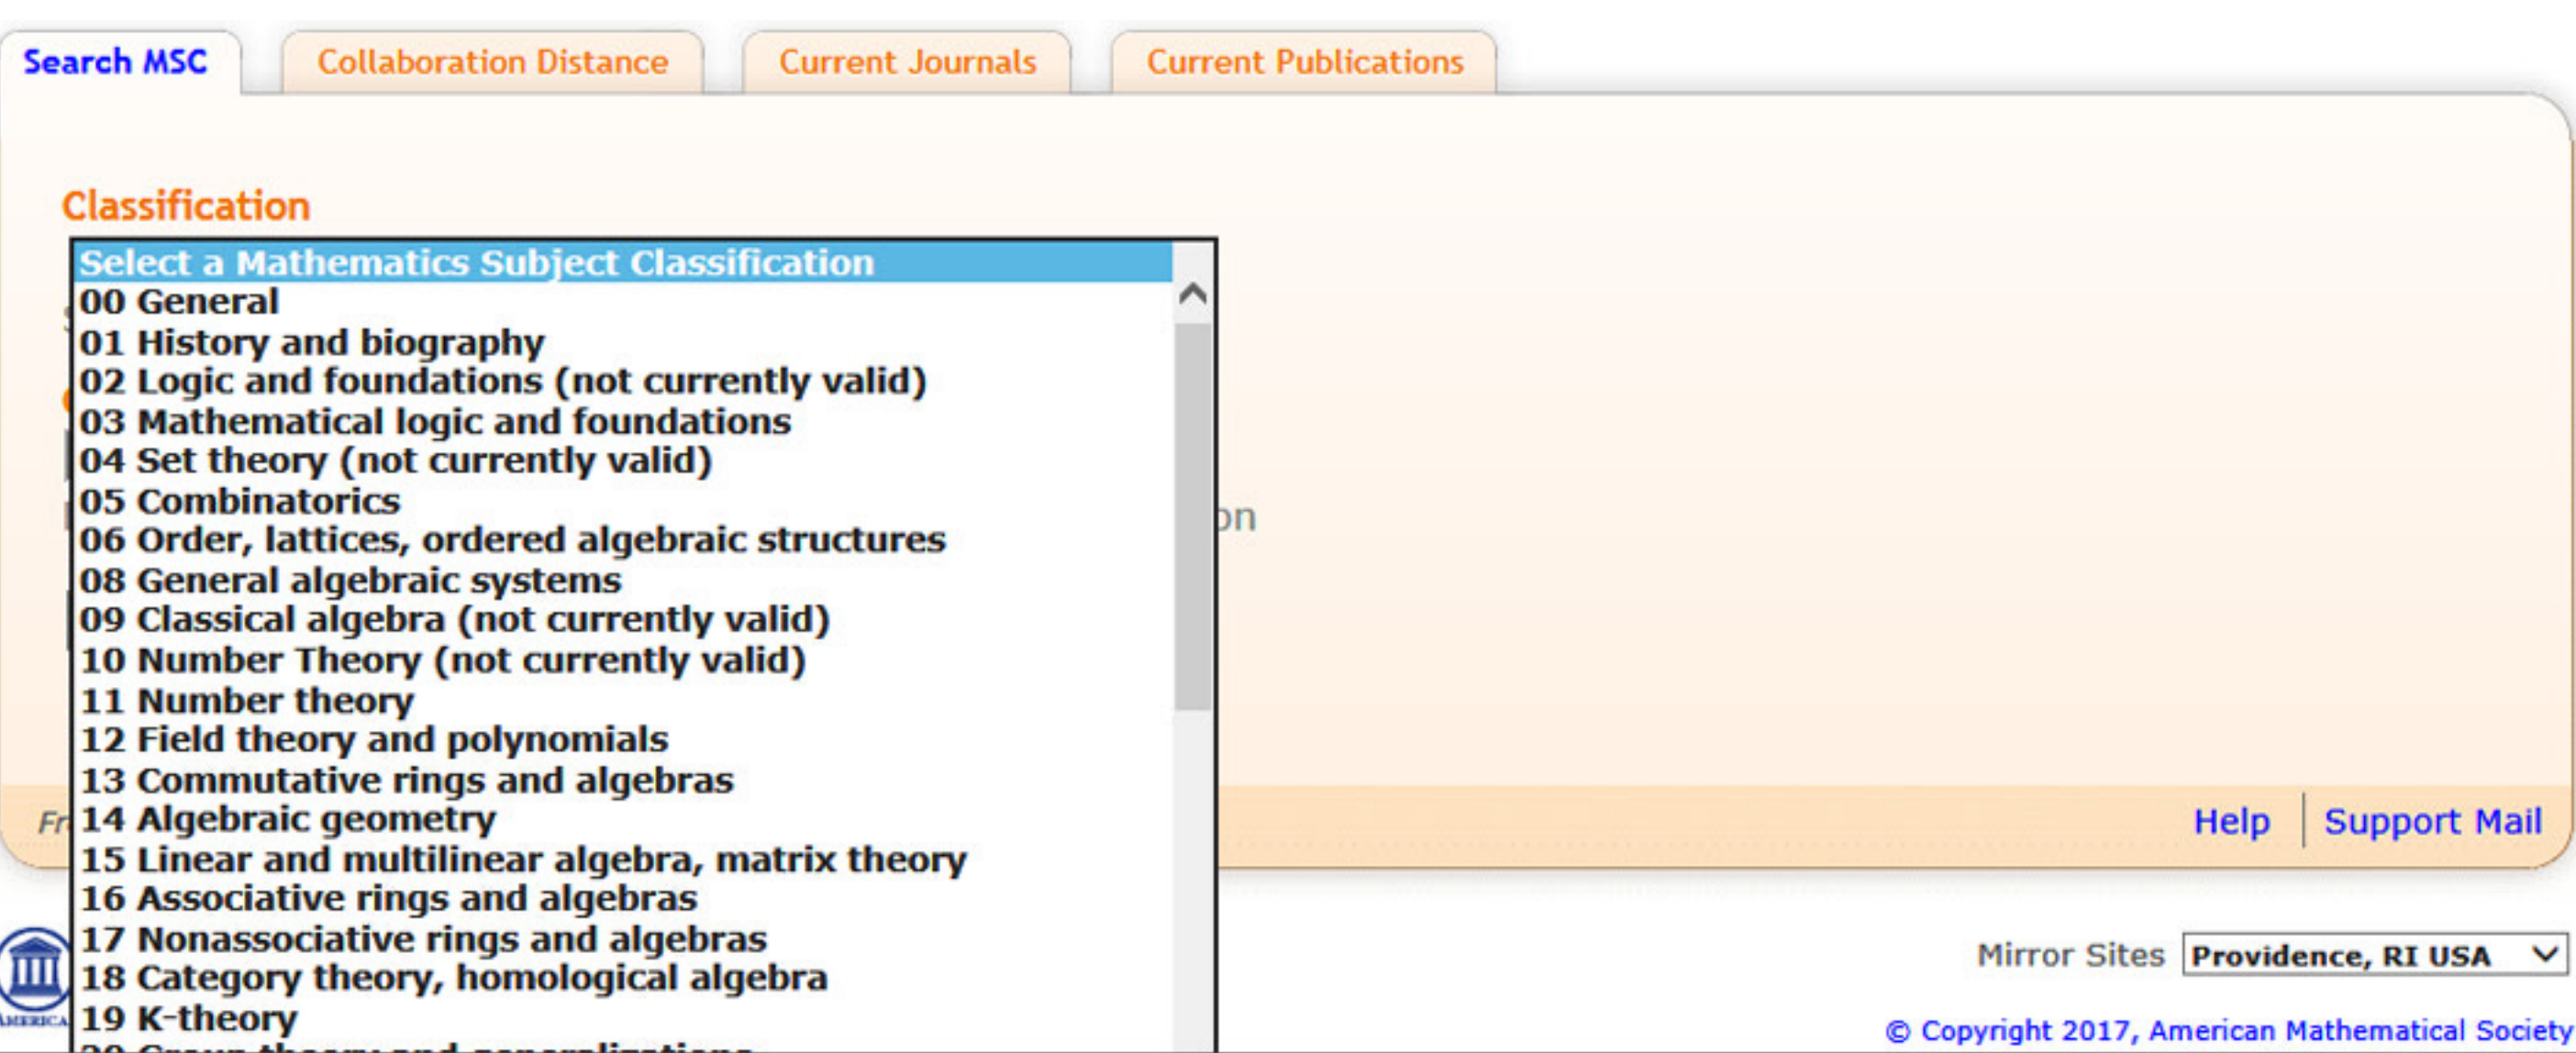 Search MSC
Collaboration Distance
Current Journals
Current Publications
Classification
Select a Mathematics Subject Classification
00 General
01 History and biography
02 Logic and foundations (not currently valid)
03 Mathematical logic and foundations
04 Set theory (not currently valid)
05 Combinatorics
06 Order, lattices, ordered algebraic structures
08 General algebraic systems
09 Classical algebra (not currently valid)
10 Number Theory (not currently valid)
11 Number theory
12 Field theory and polynomials
13 Commutative rings and algebras
14 Algebraic geometry
15 Linear and multilinear algebra, matrix theory
16 Associative rings and algebras
17 Nonassociative rings and algebras
18 Category theory, homological algebra
19 K-theory
Help
Support Mail
Mirror Sites Providence, RI USA
© Copyright 2017, American Mathematical Society